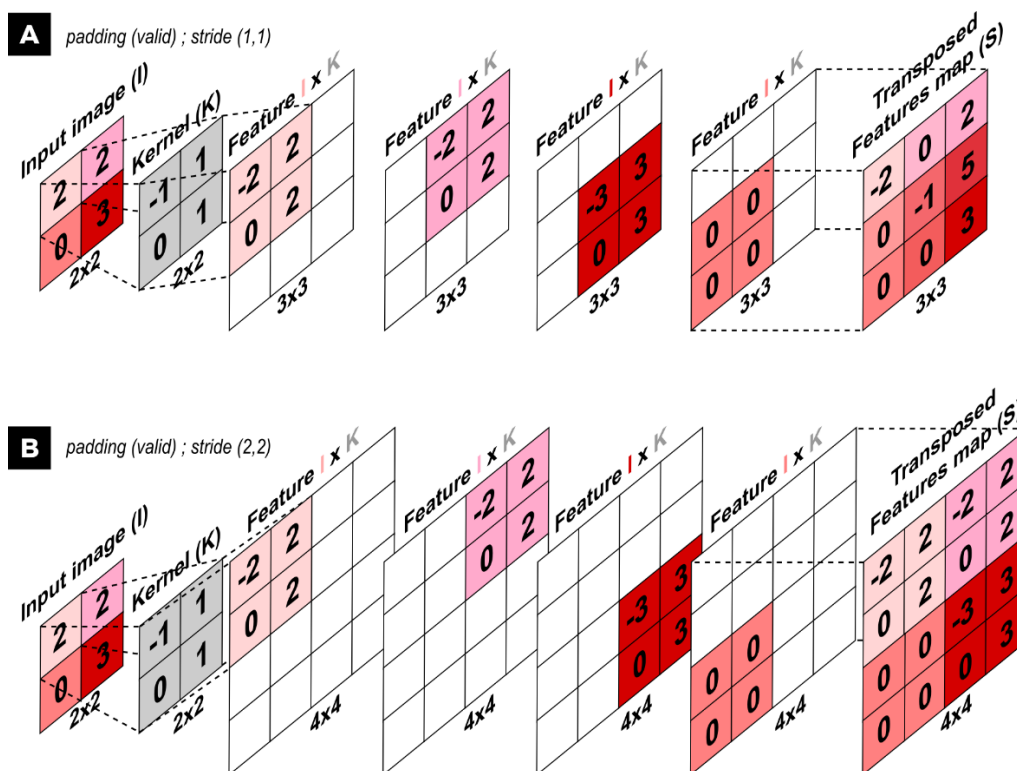 A padding (valid) ; stride (1,1)
Input image (I)
2 2
0 3
2x2
Kernel (K)
-1 1
0 1
2x2
Feature I x K
-2 2
0 2
3x3
Feature I x K
-2 2
0 2
3x3
Feature I x K
-3 3
0 3
3x3
Feature I x K
0 0
0 0
3x3
Transposed
Features map (S)
-2 0 2
0 -1 5
0 0 3
3x3
B padding (valid) ; stride (2,2)
Input image (I)
2 2
0 3
2x2
Kernel (K)
-1 1
0 1
2x2
Feature I x K
-2 2
0 2
4x4
Feature I x K
-2 2
0 2
4x4
Feature I x K
-3 3
0 3
4x4
Feature I x K
0 0
0 0
4x4
Transposed
Features map (S)
-2 2 -2 2
0 2 0 2
0 0 -3 3
0 0 0 3
4x4